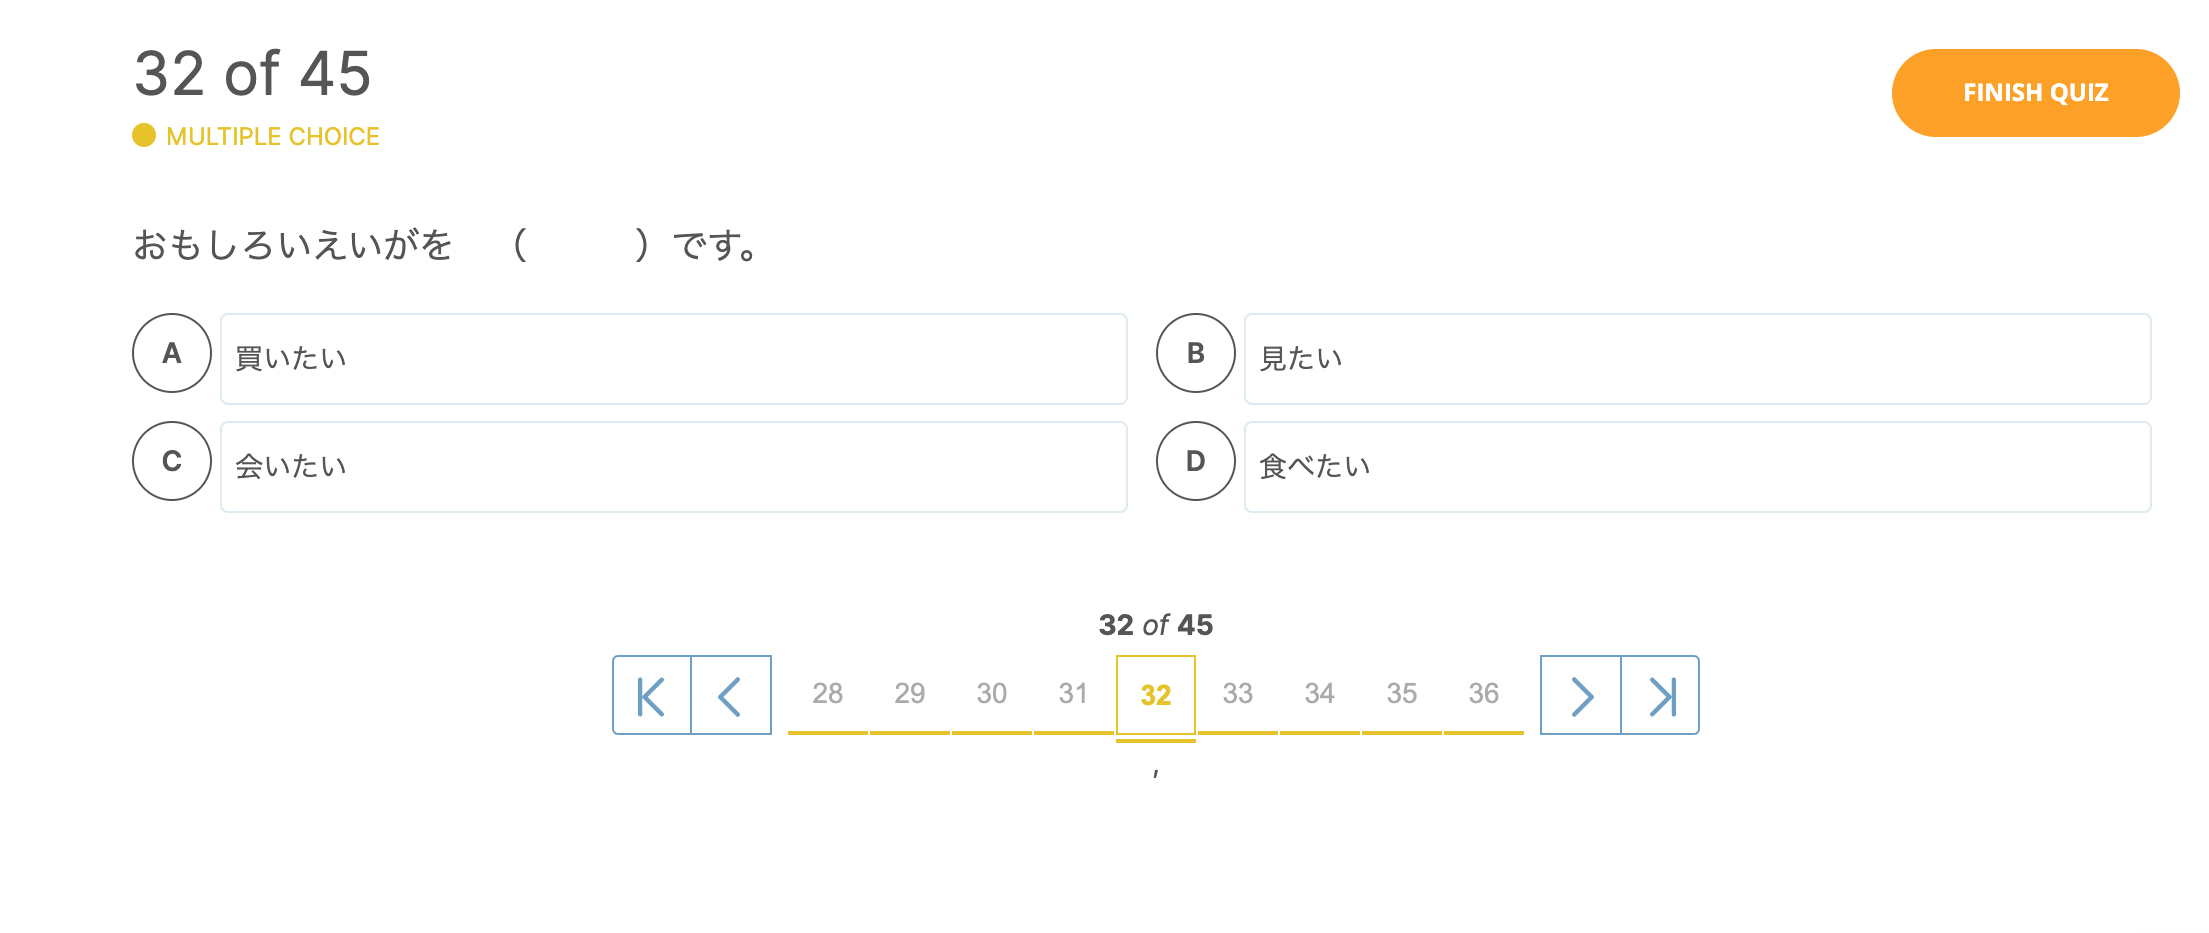 32 of 45
FINISH QUIZ
MULTIPLE CHOICE
おもしろいえいがを （　　　）です。
A 買いたい
B 見たい
C 会いたい
D 食べたい
32 of 45
28 29 30 31 32 33 34 35 36
,